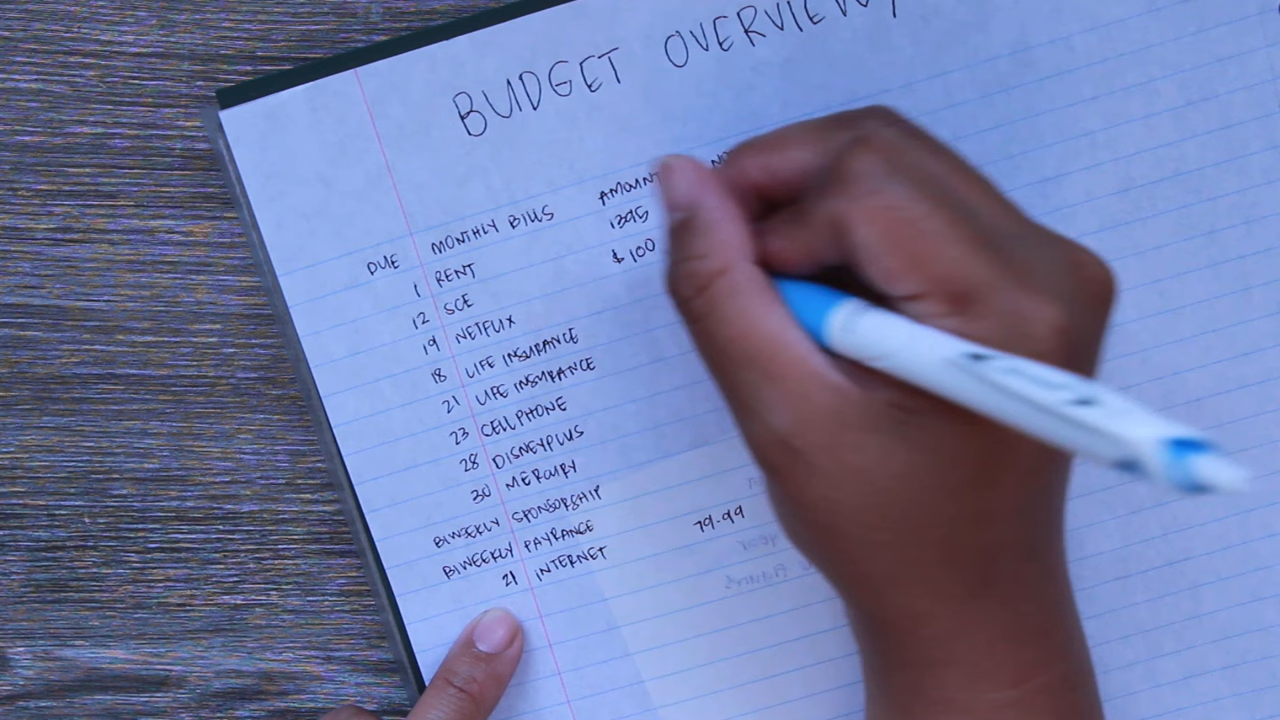 BUDGET OVERVIEW
DUE MONTHLY BILLS AMOUNT
1 RENT 1395
12 SCE $100
19 NETFLIX
18 LIFE INSURANCE
21 LIFE INSURANCE
23 CELLPHONE
28 DISNEYPLUS
30 MERCURY
BIWEEKLY SPONSORSHIP
BIWEEKLY PAYRANGE
21 INTERNET 79.99